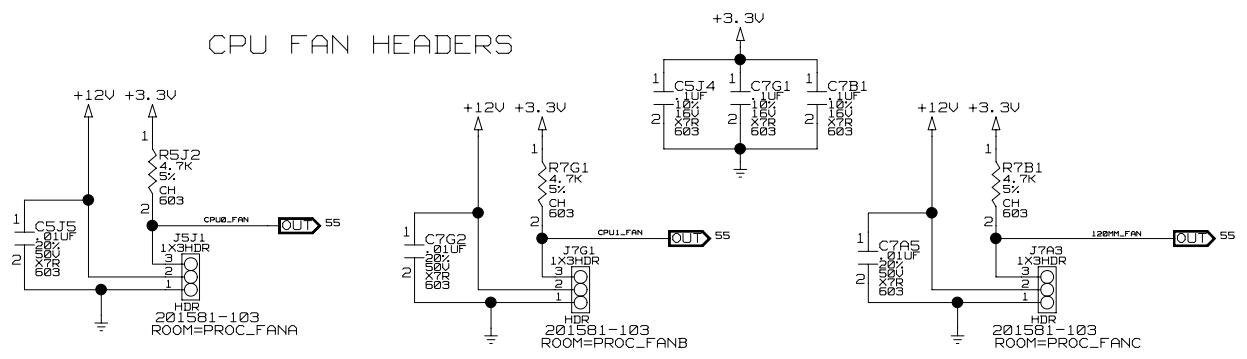 CPU FAN HEADERS
+3.3V
1
2
C5J4
.1UF
10%
16V
X7R
603
1
2
C7G1
.1UF
10%
16V
X7R
603
1
2
C7B1
.1UF
10%
16V
X7R
603
+12V
+3.3V
1
R5J2
4.7K
5%
CH
603
2
1
C5J5
.01UF
20%
50V
X7R
603
2
CPU0_FAN
OUT
55
J5J1
1X3HDR
3
2
1
HDR
201581-103
ROOM=PROC_FANA
+12V
+3.3V
1
R7G1
4.7K
5%
CH
603
2
1
C7G2
.01UF
20%
50V
X7R
603
2
CPU1_FAN
OUT
55
J7G1
1X3HDR
3
2
1
HDR
201581-103
ROOM=PROC_FANB
+12V
+3.3V
1
R7B1
4.7K
5%
CH
603
2
1
C7A5
.01UF
20%
50V
X7R
603
2
120MM_FAN
OUT
55
J7A3
1X3HDR
3
2
1
HDR
201581-103
ROOM=PROC_FANC